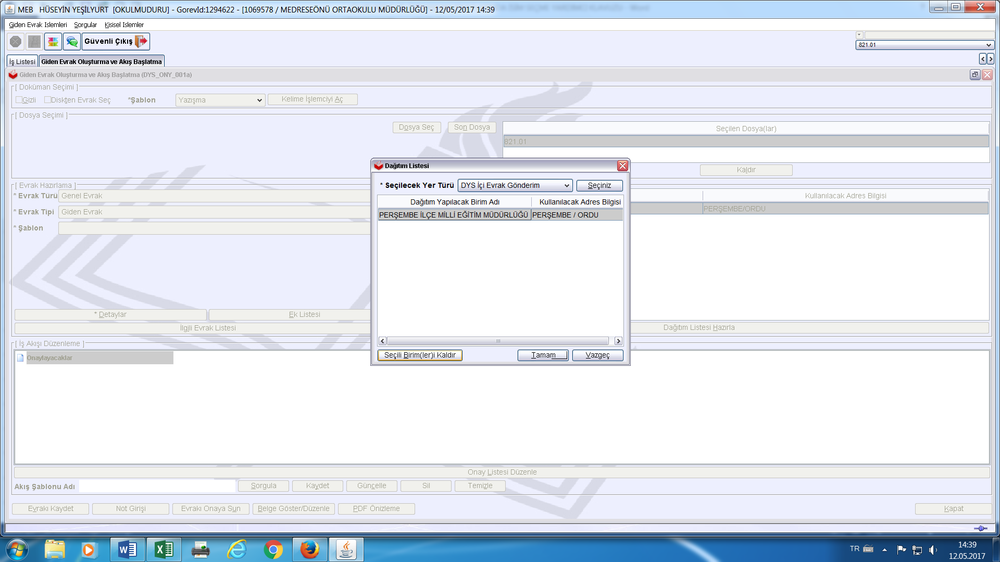 MEB HÜSEYİN YEŞİLYURT [OKULMUDURU] - GorevId:1294622 - [1069578 / MEDRESEÖNÜ ORTAOKULU MÜDÜRLÜĞÜ] - 12/05/2017 14:39
Giden Evrak Islemleri Sorgular Kisisel Islemler
Güvenli Çıkış
821.01
İş Listesi Giden Evrak Oluşturma ve Akış Başlatma
Giden Evrak Oluşturma ve Akış Başlatma (DYS_ONY_001a)
[ Doküman Seçimi ]
Gizli Diskten Evrak Seç *Şablon Yazışma Kelime İşlemciyi Aç
[ Dosya Seçimi ]
Dosya Seç Son Dosya Seçilen Dosya(lar)
821.01
Kaldır
Dağıtım Listesi
* Seçilecek Yer Türü DYS İçi Evrak Gönderim Seçiniz
Dağıtım Yapılacak Birim Adı Kullanılacak Adres Bilgisi
PERŞEMBE İLÇE MİLLİ EĞİTİM MÜDÜRLÜĞÜ PERŞEMBE / ORDU
Seçili Birim(ler)i Kaldır Tamam Vazgeç
[ Evrak Hazırlama ]
* Evrak Türü Genel Evrak
Kullanılacak Adres Bilgisi
* Evrak Tipi Giden Evrak
PERŞEMBE/ORDU
* Şablon
* Detaylar Ek Listesi
İlgili Evrak Listesi Dağıtım Listesi Hazırla
[ İş Akışı Düzenleme ]
Onaylayacaklar
Onay Listesi Düzenle
Akış Şablonu Adı Sorgula Kaydet Güncelle Sil Temizle
Evrakı Kaydet Not Girişi Evrakı Onaya Sun Belge Göster/Düzenle PDF Önizleme Kapat
TR 14:39
12.05.2017